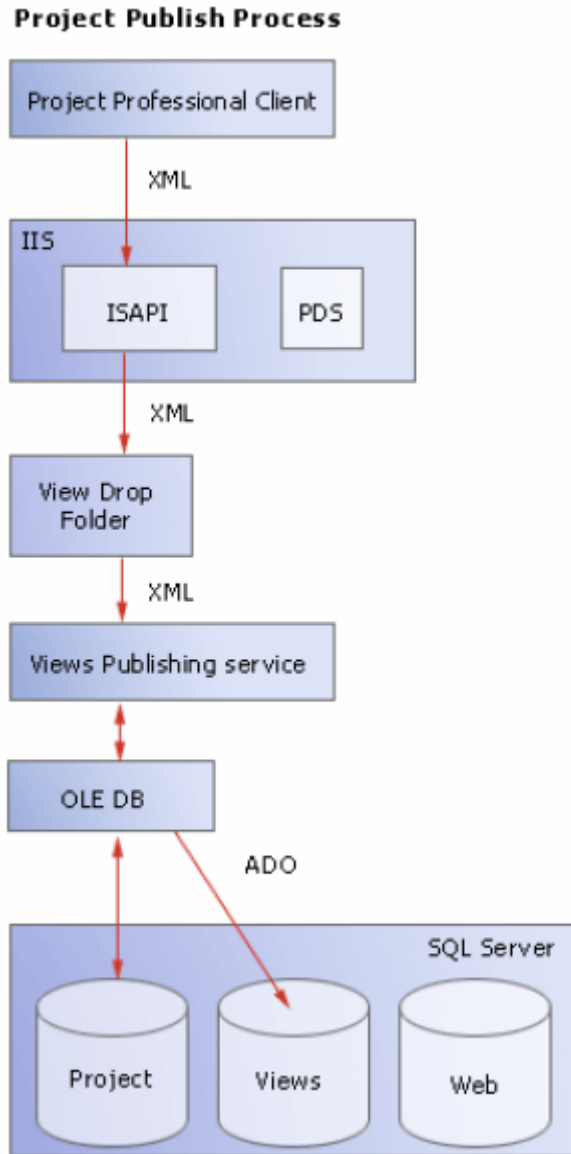 Project Publish Process
Project Professional Client
XML
IIS
ISAPI
PDS
XML
View Drop
Folder
XML
Views Publishing service
OLE DB
ADO
SQL Server
Project
Views
Web